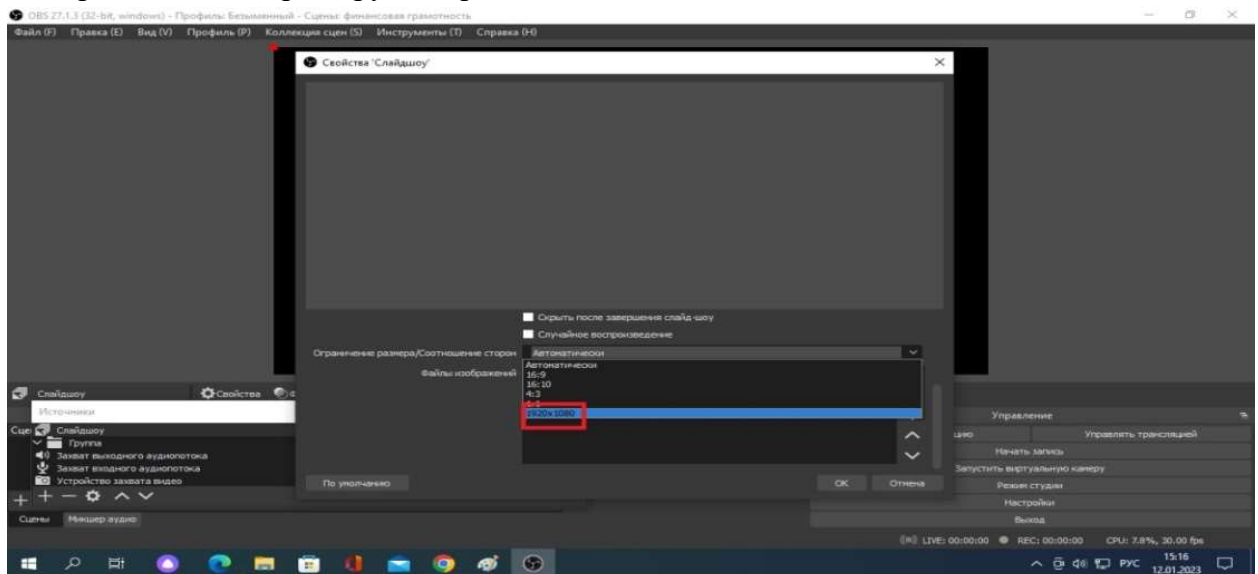 OBS 27.1.3 (32-bit, windows) - Профиль: Безымянный - Сцены: финансовая грамотность
Файл (F) Правка (E) Вид (V) Профиль (P) Коллекция сцен (S) Инструменты (T) Справка (H)
Свойства 'Слайдшоу'
Скрыть после завершения слайд-шоу
Случайное воспроизведение
Ограничение размера/Соотношение сторон Автоматически
Автоматически
Файлы изображений
16:9
16:10
4:3
1920x1080
По умолчанию
OK Отмена
Слайдшоу Свойства
Источники
Слайдшоу
Группа
Захват выходного аудиопотока
Захват входного аудиопотока
Устройство захвата видео
Сцены Микшер аудио
Управление
Управлять трансляцией
Начать запись
Запустить виртуальную камеру
Режим студии
Настройки
Выход
LIVE: 00:00:00 REC: 00:00:00 CPU: 7.8%, 30.00 fps
РУС
15:16
12.01.2023